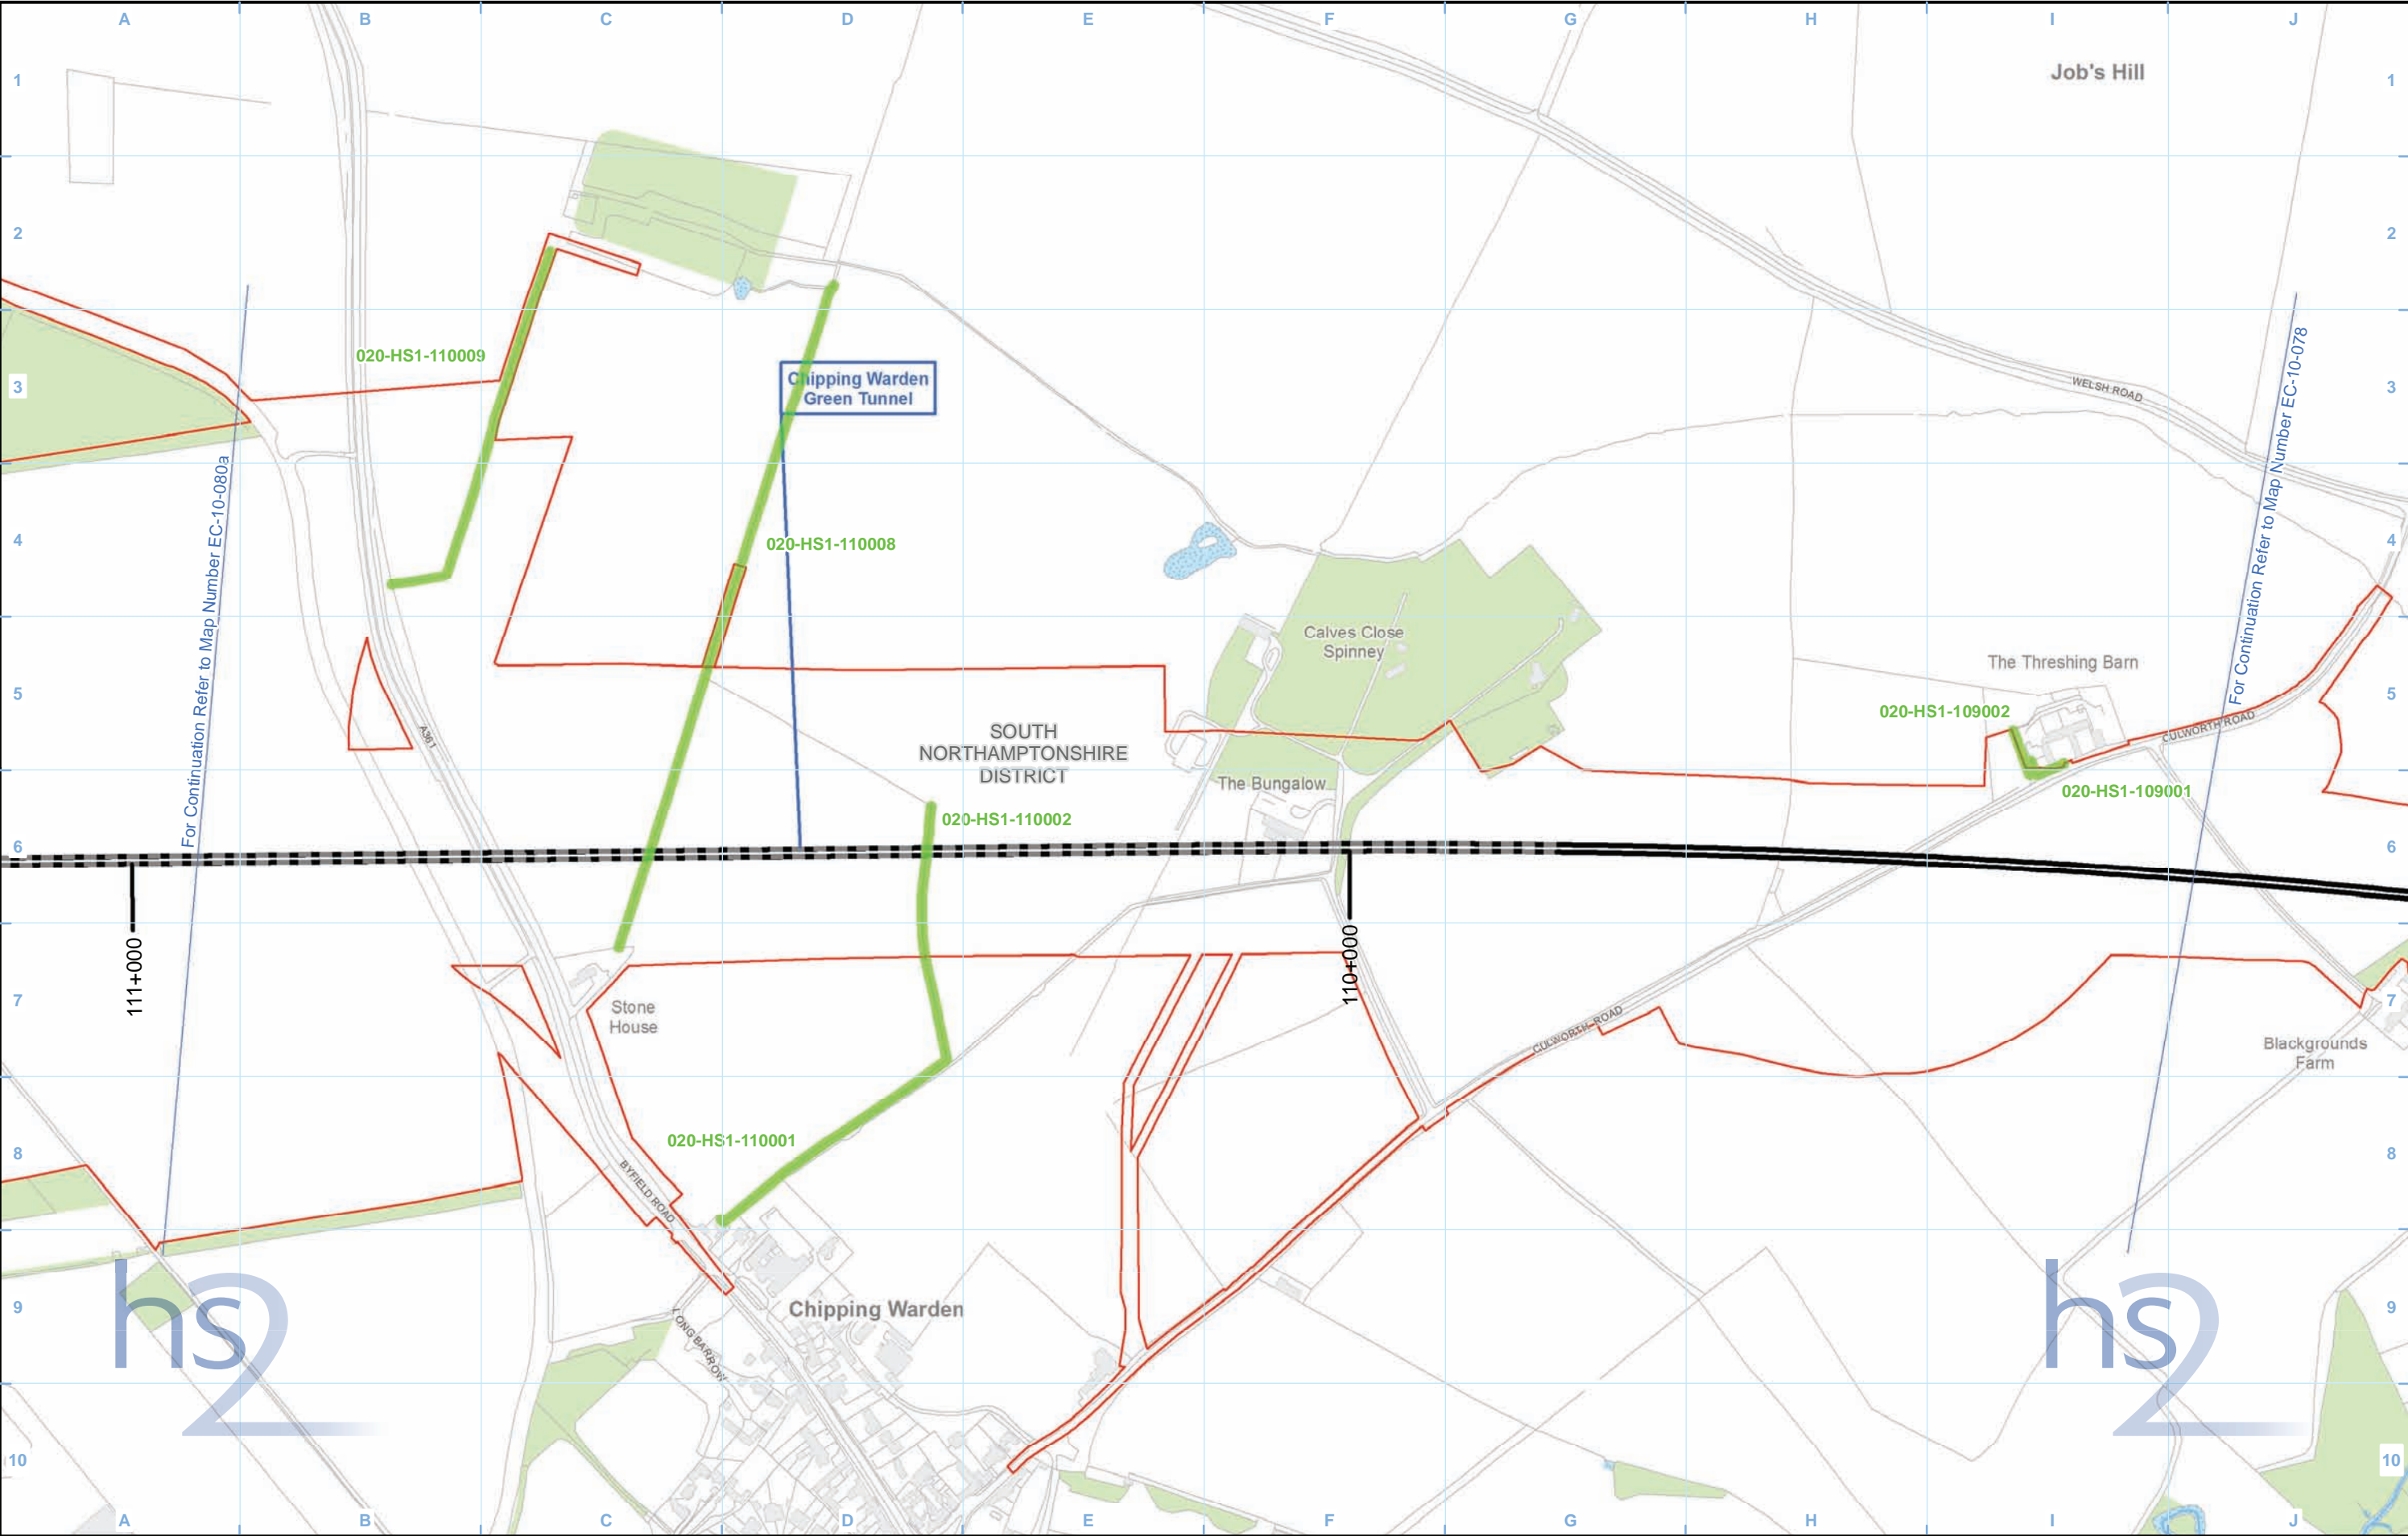 A B C D E F G H I J
1 1
Job's Hill
2 2
020-HS1-110009
Chipping Warden
Green Tunnel
3 3
WELSH ROAD
For Continuation Refer to Map Number EC-10-080a
For Continuation Refer to Map Number EC-10-078
4 4
020-HS1-110008
Calves Close
Spinney
The Threshing Barn
5 5
020-HS1-109002
A361
SOUTH
NORTHAMPTONSHIRE
DISTRICT
CULWORTH ROAD
The Bungalow
020-HS1-109001
020-HS1-110002
6 6
111+000
110+000
7 7
Stone
House
CULWORTH ROAD
Blackgrounds
Farm
020-HS1-110001
8 8
BYFIELD ROAD
hs2
hs2
9 9
Chipping Warden
LONG BARROW
10 10
A B C D E F G H I J